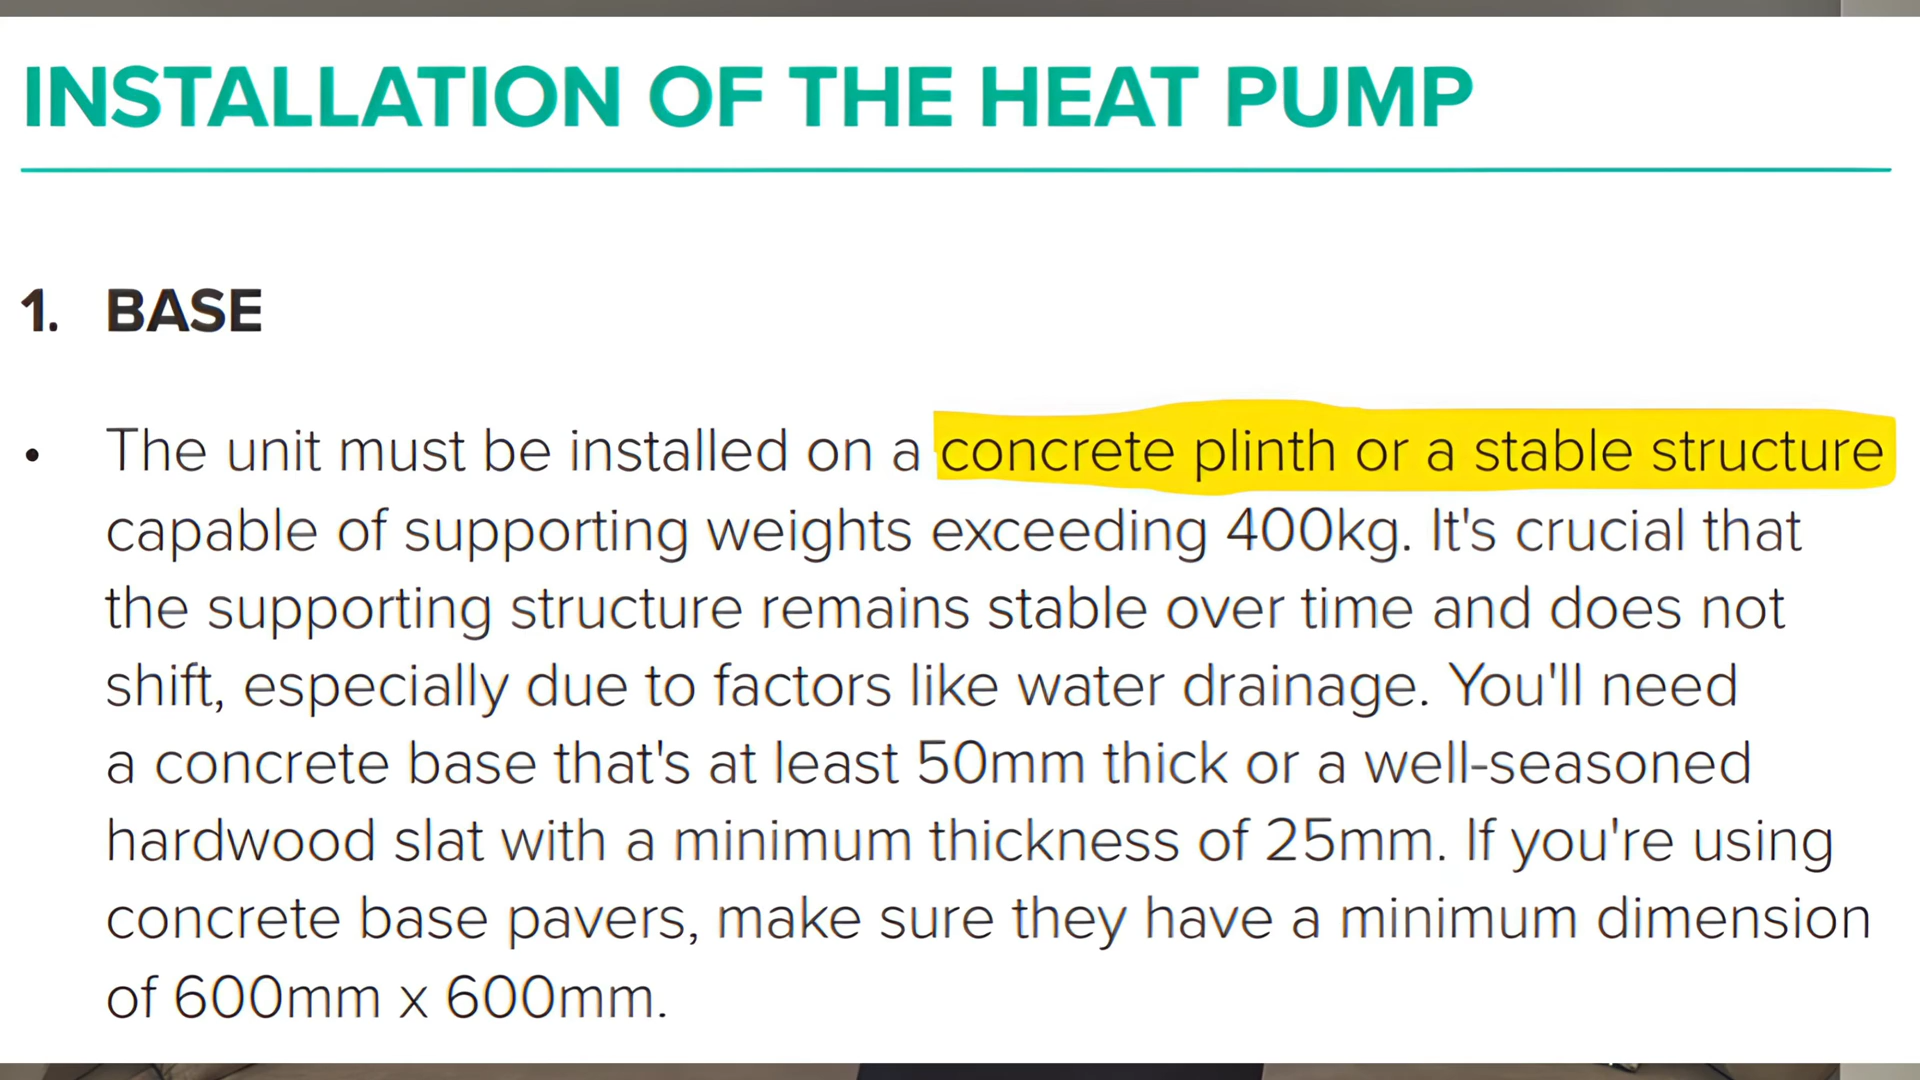 INSTALLATION OF THE HEAT PUMP
1. BASE
• The unit must be installed on a concrete plinth or a stable structure
capable of supporting weights exceeding 400kg. It's crucial that
the supporting structure remains stable over time and does not
shift, especially due to factors like water drainage. You'll need
a concrete base that's at least 50mm thick or a well-seasoned
hardwood slat with a minimum thickness of 25mm. If you're using
concrete base pavers, make sure they have a minimum dimension
of 600mm x 600mm.